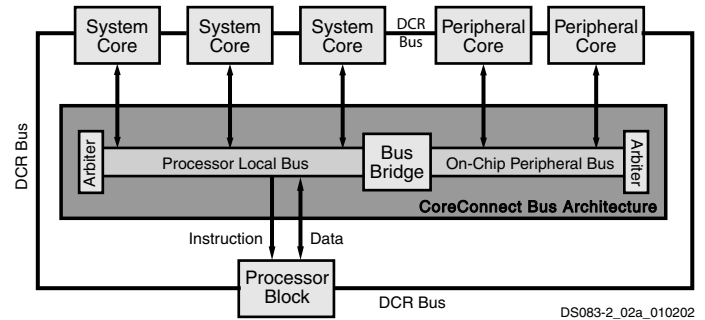 System Core
System Core
System Core
DCR Bus
Peripheral Core
Peripheral Core
DCR Bus
Arbiter
Processor Local Bus
Bus Bridge
On-Chip Peripheral Bus
Arbiter
CoreConnect Bus Architecture
Instruction
Data
Processor Block
DCR Bus
DS083-2_02a_010202